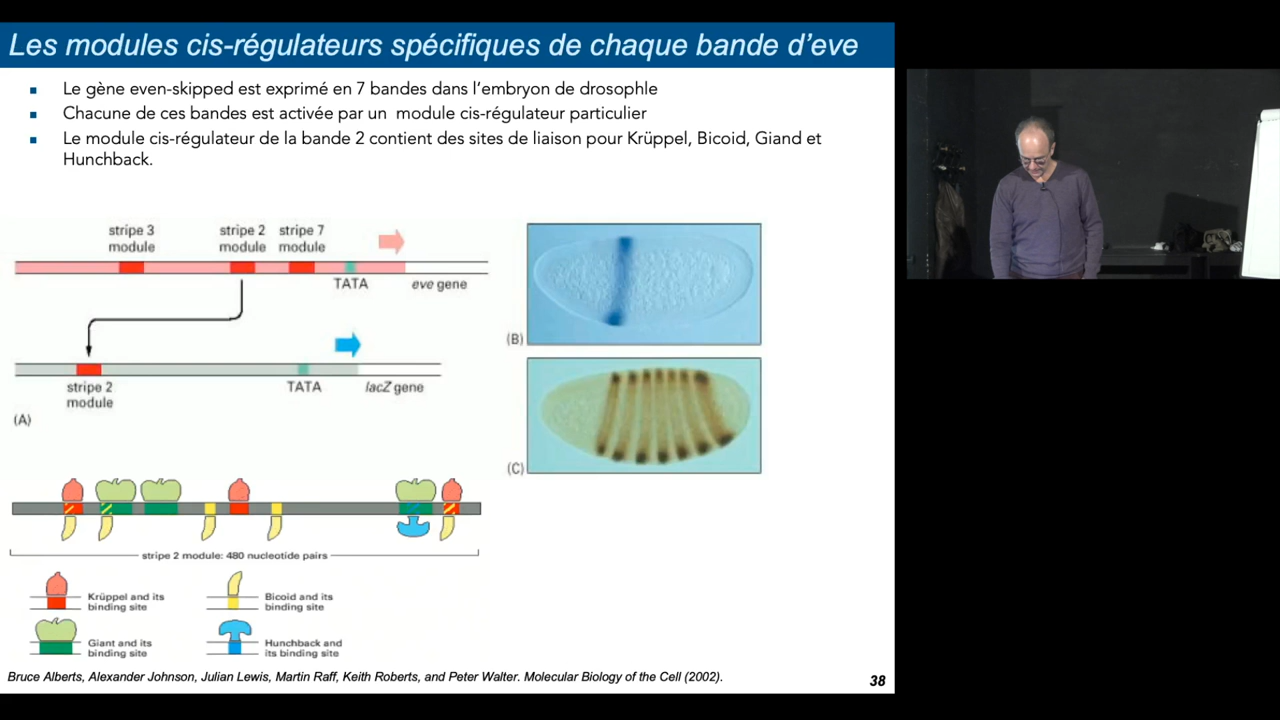 Les modules cis-régulateurs spécifiques de chaque bande d'eve
Le gène even-skipped est exprimé en 7 bandes dans l'embryon de drosophle
Chacune de ces bandes est activée par un module cis-régulateur particulier
Le module cis-régulateur de la bande 2 contient des sites de liaison pour Krüppel, Bicoid, Giand et
Hunchback.
stripe 3
module
stripe 2
module
stripe 7
module
TATA
eve gene
stripe 2
module
TATA
lacZ gene
(A)
(B)
(C)
stripe 2 module: 480 nucleotide pairs
Krüppel and its
binding site
Bicoid and its
binding site
Giant and its
binding site
Hunchback and
its binding site
Bruce Alberts, Alexander Johnson, Julian Lewis, Martin Raff, Keith Roberts, and Peter Walter. Molecular Biology of the Cell (2002).
38